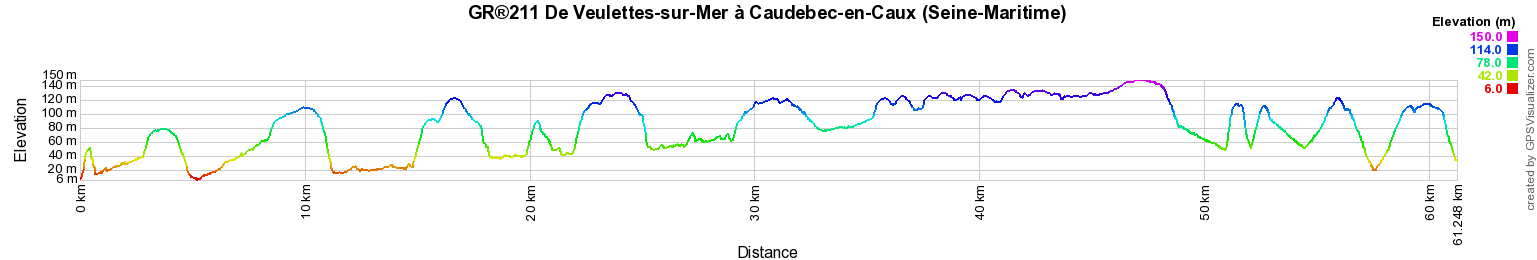 GR®211 De Veulettes-sur-Mer à Caudebec-en-Caux (Seine-Maritime)
Elevation (m)
150.0
114.0
78.0
42.0
6.0
150 m
140 m
120 m
100 m
80 m
60 m
40 m
20 m
6 m
Elevation
0 km
10 km
20 km
30 km
40 km
50 km
60 km
61.248 km
Distance
created by GPSVisualizer.com